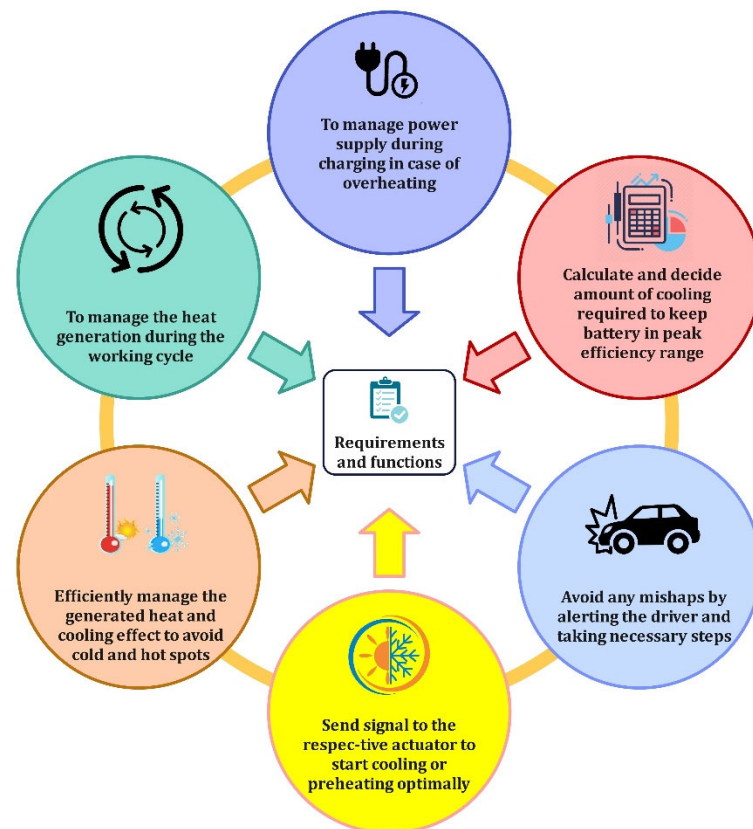 To manage power
supply during
charging in case of
overheating
Calculate and decide
amount of cooling
required to keep
battery in peak
efficiency range
Avoid any mishaps by
alerting the driver and
taking necessary steps
Send signal to the
respec-tive actuator to
start cooling or
preheating optimally
Efficiently manage the
generated heat and
cooling effect to avoid
cold and hot spots
To manage the heat
generation during the
working cycle
Requirements
and functions